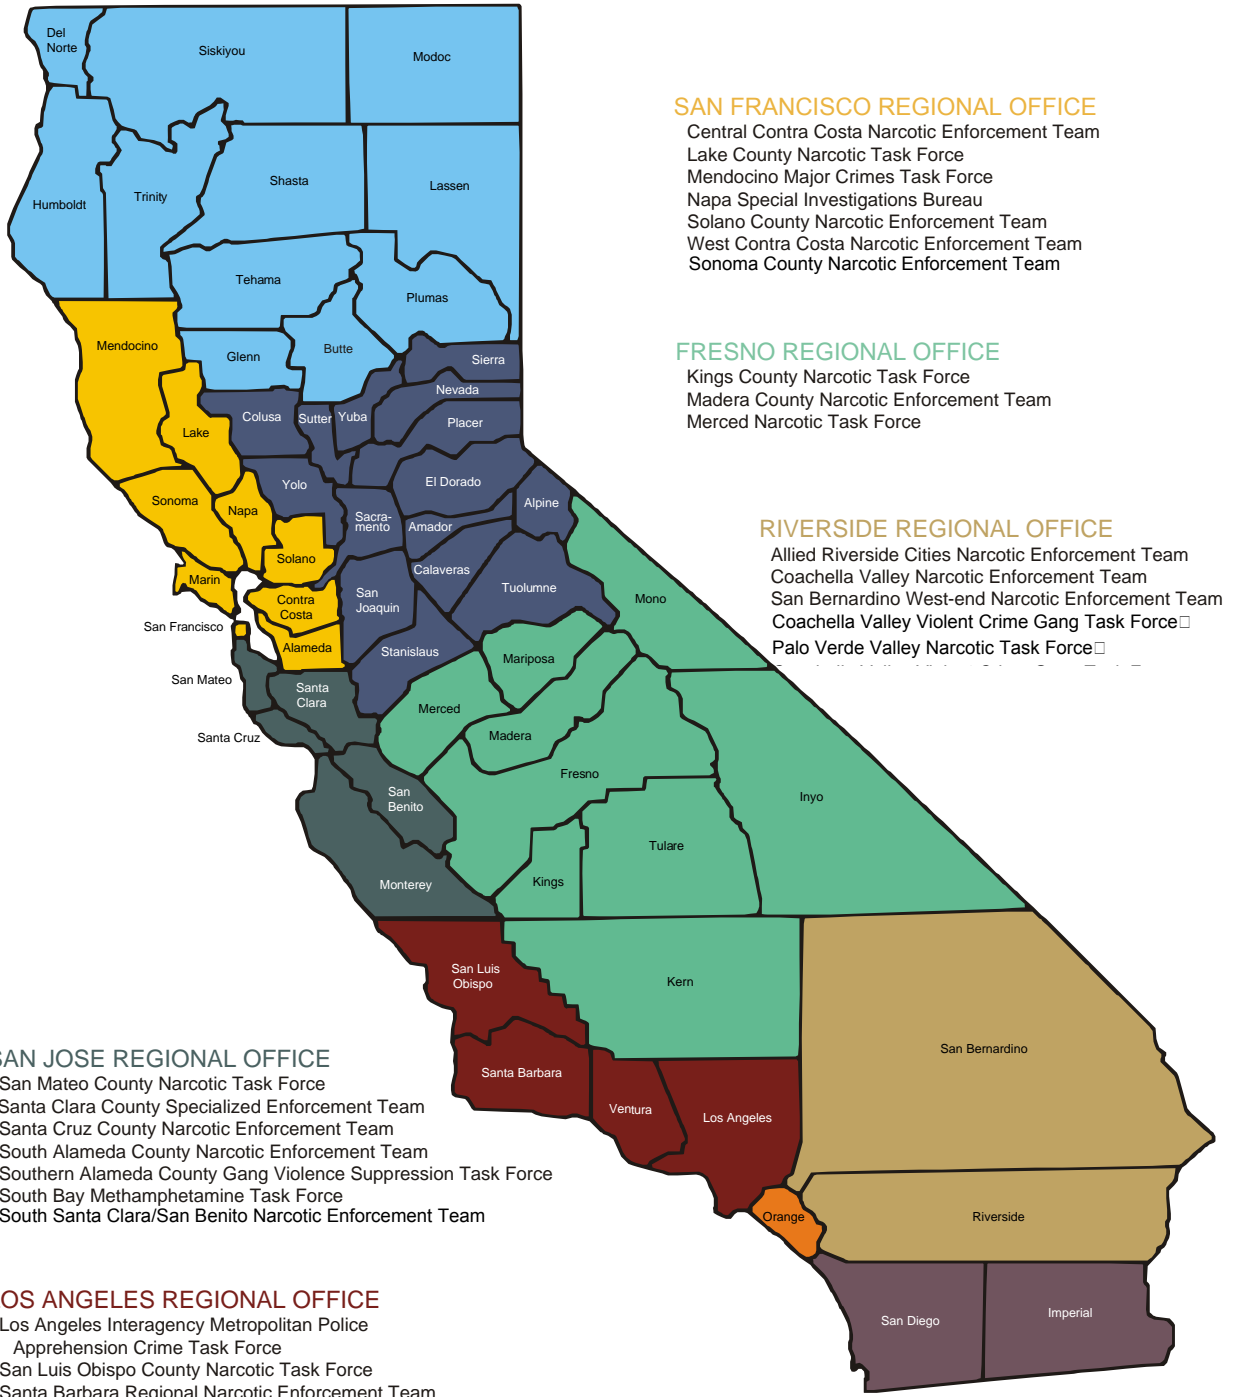 Del
Norte
Siskiyou
Modoc
Humboldt
Trinity
Shasta
Lassen
Tehama
Plumas
Mendocino
Glenn
Butte
Sierra
Nevada
Colusa
Sutter
Yuba
Placer
Lake
Yolo
El Dorado
Sonoma
Napa
Sacra-
mento
Amador
Alpine
Solano
Calaveras
Marin
Contra
Costa
San
Joaquin
Tuolumne
Mono
San Francisco
Alameda
Stanislaus
Mariposa
San Mateo
Santa
Clara
Merced
Santa Cruz
Madera
Fresno
San
Benito
Inyo
Tulare
Monterey
Kings
San Luis
Obispo
Kern
San Bernardino
Santa Barbara
Ventura
Los Angeles
Orange
Riverside
San Diego
Imperial
SAN FRANCISCO REGIONAL OFFICE
Central Contra Costa Narcotic Enforcement Team
Lake County Narcotic Task Force
Mendocino Major Crimes Task Force
Napa Special Investigations Bureau
Solano County Narcotic Enforcement Team
West Contra Costa Narcotic Enforcement Team
Sonoma County Narcotic Enforcement Team
FRESNO REGIONAL OFFICE
Kings County Narcotic Task Force
Madera County Narcotic Enforcement Team
Merced Narcotic Task Force
RIVERSIDE REGIONAL OFFICE
Allied Riverside Cities Narcotic Enforcement Team
Coachella Valley Narcotic Enforcement Team
San Bernardino West-end Narcotic Enforcement Team
Coachella Valley Violent Crime Gang Task Force□
Palo Verde Valley Narcotic Task Force□
SAN JOSE REGIONAL OFFICE
San Mateo County Narcotic Task Force
Santa Clara County Specialized Enforcement Team
Santa Cruz County Narcotic Enforcement Team
South Alameda County Narcotic Enforcement Team
Southern Alameda County Gang Violence Suppression Task Force
South Bay Methamphetamine Task Force
South Santa Clara/San Benito Narcotic Enforcement Team
OS ANGELES REGIONAL OFFICE
Los Angeles Interagency Metropolitan Police
Apprehension Crime Task Force
San Luis Obispo County Narcotic Task Force
Santa Barbara Regional Narcotic Enforcement Team